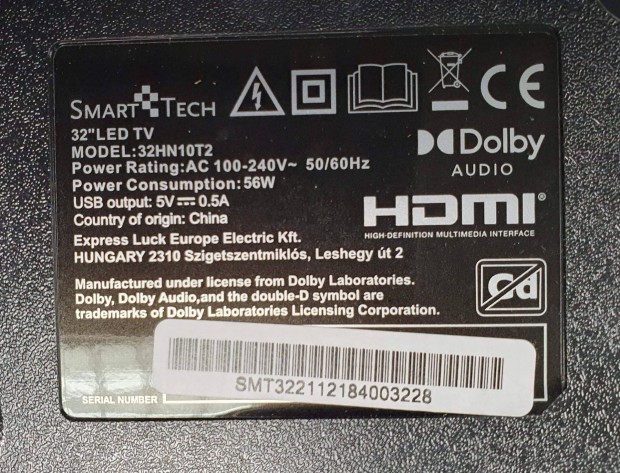 SMART TECH
32"LED TV
MODEL:32HN10T2
Power Rating:AC 100-240V~ 50/60Hz
Power Consumption:56W
USB output: 5V⎓0.5A
Country of origin: China
Express Luck Europe Electric Kft.
HUNGARY 2310 Szigetszentmiklós, Leshegy út 2
CE
Dolby
AUDIO
HDMI®
HIGH-DEFINITION MULTIMEDIA INTERFACE
Cd
Manufactured under license from Dolby Laboratories.
Dolby, Dolby Audio,and the double-D symbol are
trademarks of Dolby Laboratories Licensing Corporation.
SMT322112184003228
SERIAL NUMBER